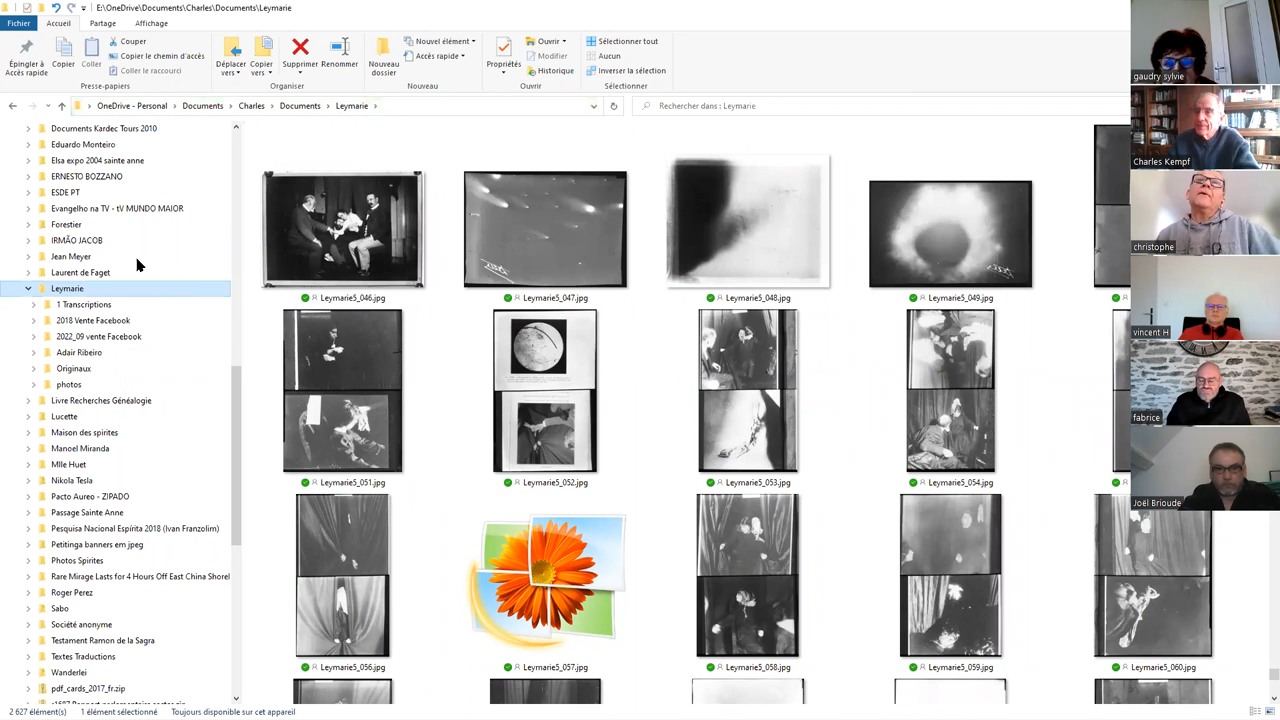 E:\OneDrive\Documents\Charles\Documents\Leymarie
Fichier Accueil Partage Affichage
Épingler à Accès rapide
Copier
Coller
Couper
Copier le chemin d'accès
Coller le raccourci
Presse-papiers
Déplacer vers
Copier vers
Supprimer
Renommer
Organiser
Nouveau dossier
Nouvel élément
Accès rapide
Nouveau
Propriétés
Ouvrir
Modifier
Historique
Ouvrir
Sélectionner tout
Aucun
Inverser la sélection
Sélectionner
OneDrive - Personal > Documents > Charles > Documents > Leymarie >
Rechercher dans : Leymarie
Documents Kardec Tours 2010
Eduardo Monteiro
Elsa expo 2004 sainte anne
ERNESTO BOZZANO
ESDE PT
Evangelho na TV - tV MUNDO MAIOR
Forestier
IRMÃO JACOB
Jean Meyer
Laurent de Faget
Leymarie
1 Transcriptions
2018 Vente Facebook
2022_09 vente Facebook
Adair Ribeiro
Originaux
photos
Livre Recherches Généalogie
Lucette
Maison des spirites
Manoel Miranda
Mlle Huet
Nikola Tesla
Pacto Aureo - ZIPADO
Passage Sainte Anne
Pesquisa Nacional Espírita 2018 (Ivan Franzolim)
Petitinga banners em jpeg
Photos Spirites
Rare Mirage Lasts for 4 Hours Off East China Shorel
Roger Perez
Sabo
Société anonyme
Testament Ramon de la Sagra
Textes Traductions
Wanderlei
pdf_cards_2017_fr.zip
Leymarie5_046.jpg
Leymarie5_047.jpg
Leymarie5_048.jpg
Leymarie5_049.jpg
Leymarie5_051.jpg
Leymarie5_052.jpg
Leymarie5_053.jpg
Leymarie5_054.jpg
Leymarie5_056.jpg
Leymarie5_057.jpg
Leymarie5_058.jpg
Leymarie5_059.jpg
Leymarie5_060.jpg
gaudry sylvie
Charles Kempf
christophe
vincent H
fabrice
Joël Brioude
2 627 élément(s) 1 élément sélectionné Toujours disponible sur cet appareil